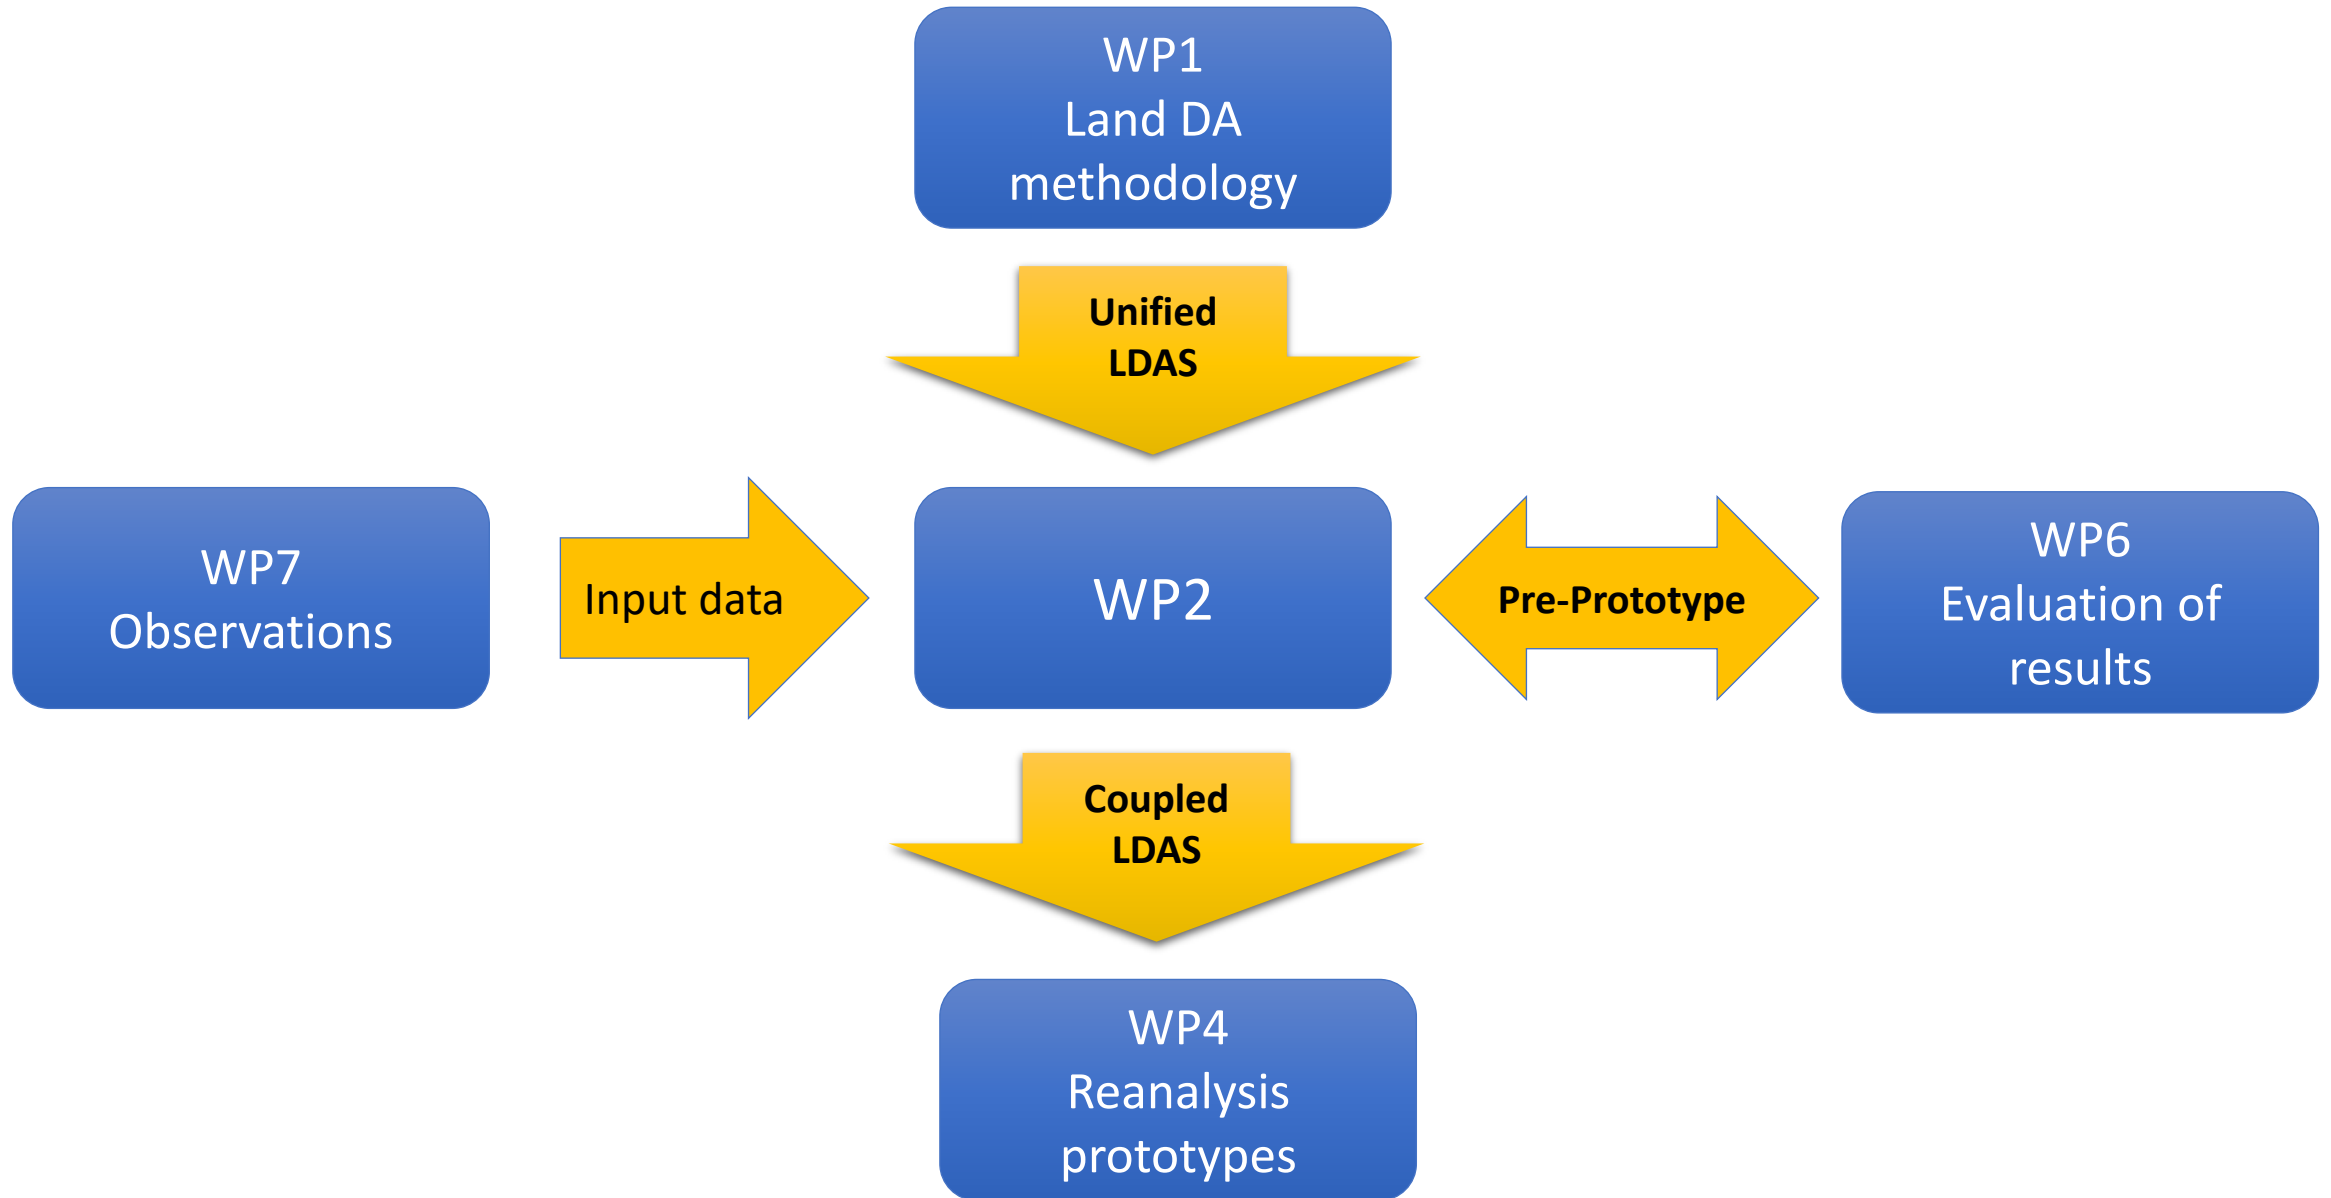 WP1
Land DA
methodology
Unified
LDAS
WP7
Observations
Input data
WP2
Pre-Prototype
WP6
Evaluation of
results
Coupled
LDAS
WP4
Reanalysis
prototypes